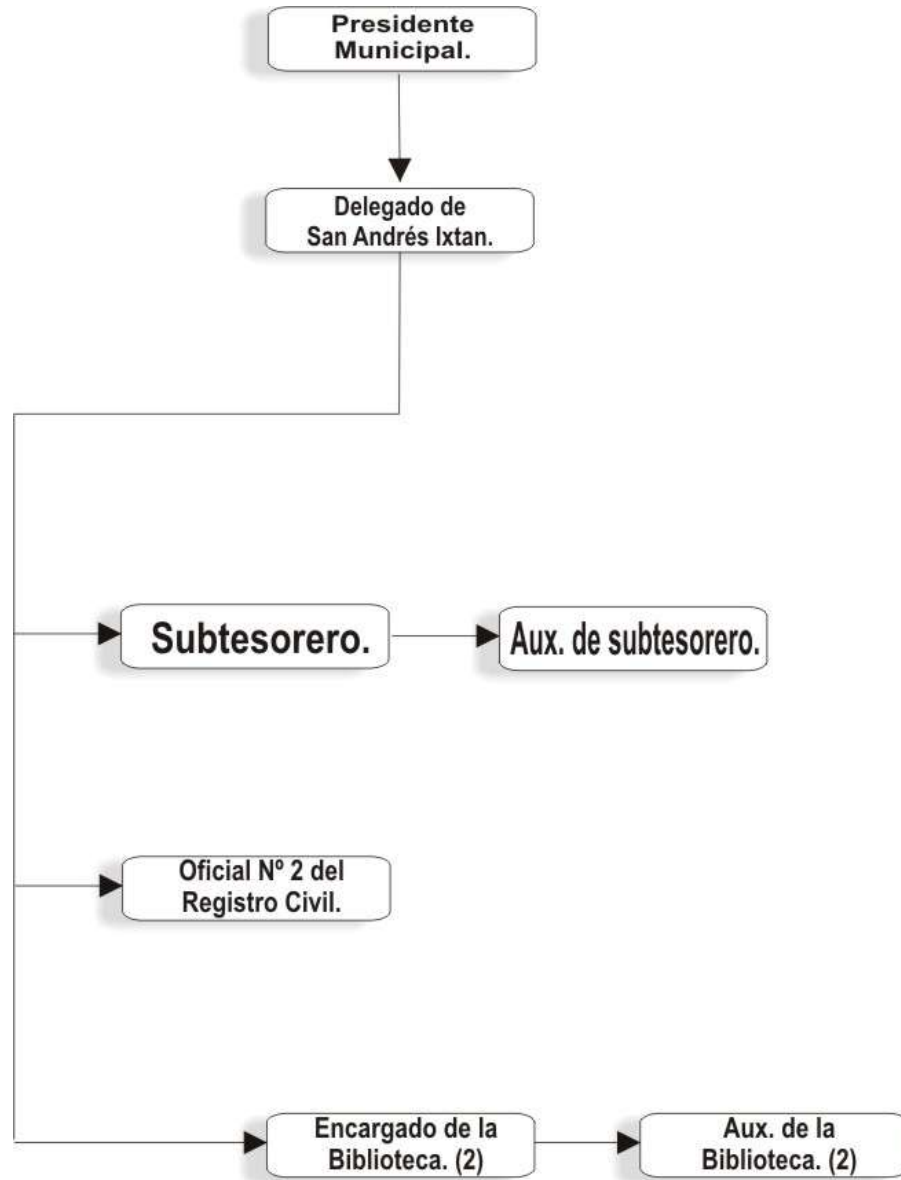 Presidente
Municipal.
Delegado de
San Andrés Ixtan.
Subtesorero.
Aux. de subtesorero.
Oficial Nº 2 del
Registro Civil.
Encargado de la
Biblioteca. (2)
Aux. de la
Biblioteca. (2)